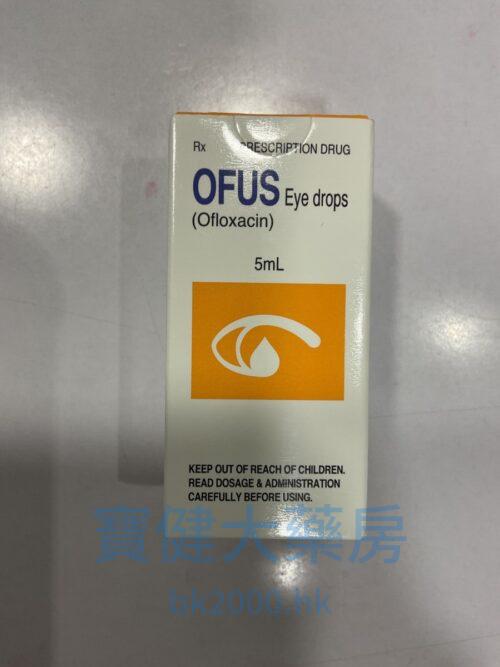 Rx PRESCRIPTION DRUG
OFUS Eye drops
(Ofloxacin)
5mL
KEEP OUT OF REACH OF CHILDREN.
READ DOSAGE & ADMINISTRATION
CAREFULLY BEFORE USING.
寶健大藥房
bk2000.hk